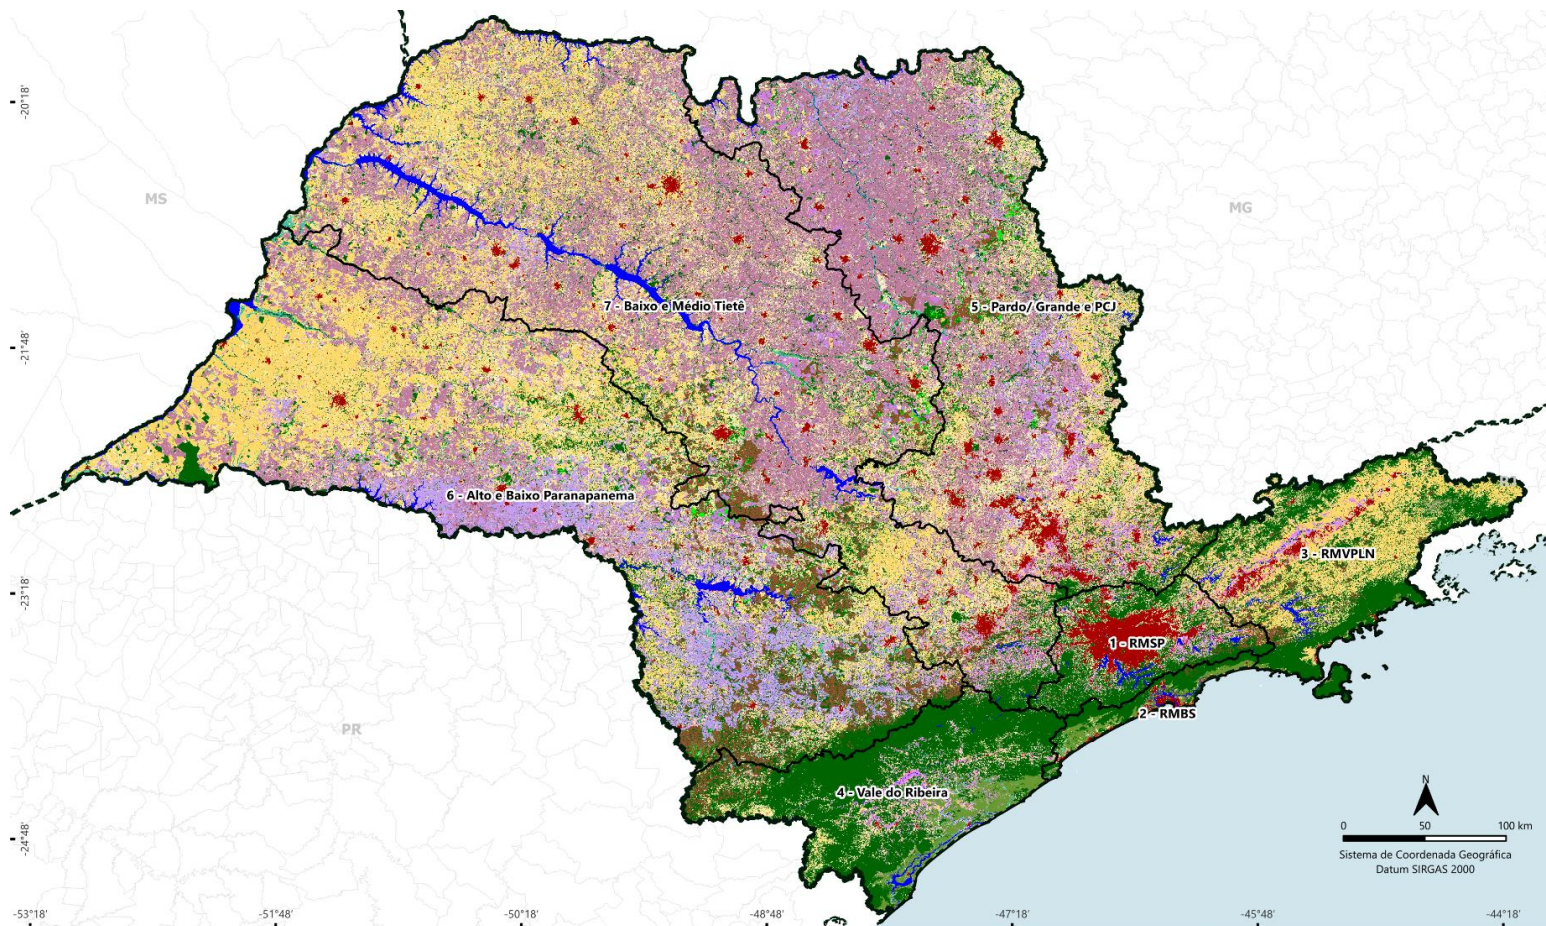 -20°18'
MS
MG
7 - Baixo e Médio Tietê
5 - Pardo/ Grande e PCJ
-21°48'
6 - Alto e Baixo Paranapanema
3 - RMVPLN
-23°18'
1 - RMSP
2 - RMBS
PR
4 - Vale do Ribeira
N
0 50 100 km
Sistema de Coordenada Geográfica
Datum SIRGAS 2000
-24°48'
-53°18' -51°48' -50°18' -48°48' -47°18' -45°48' -44°18'